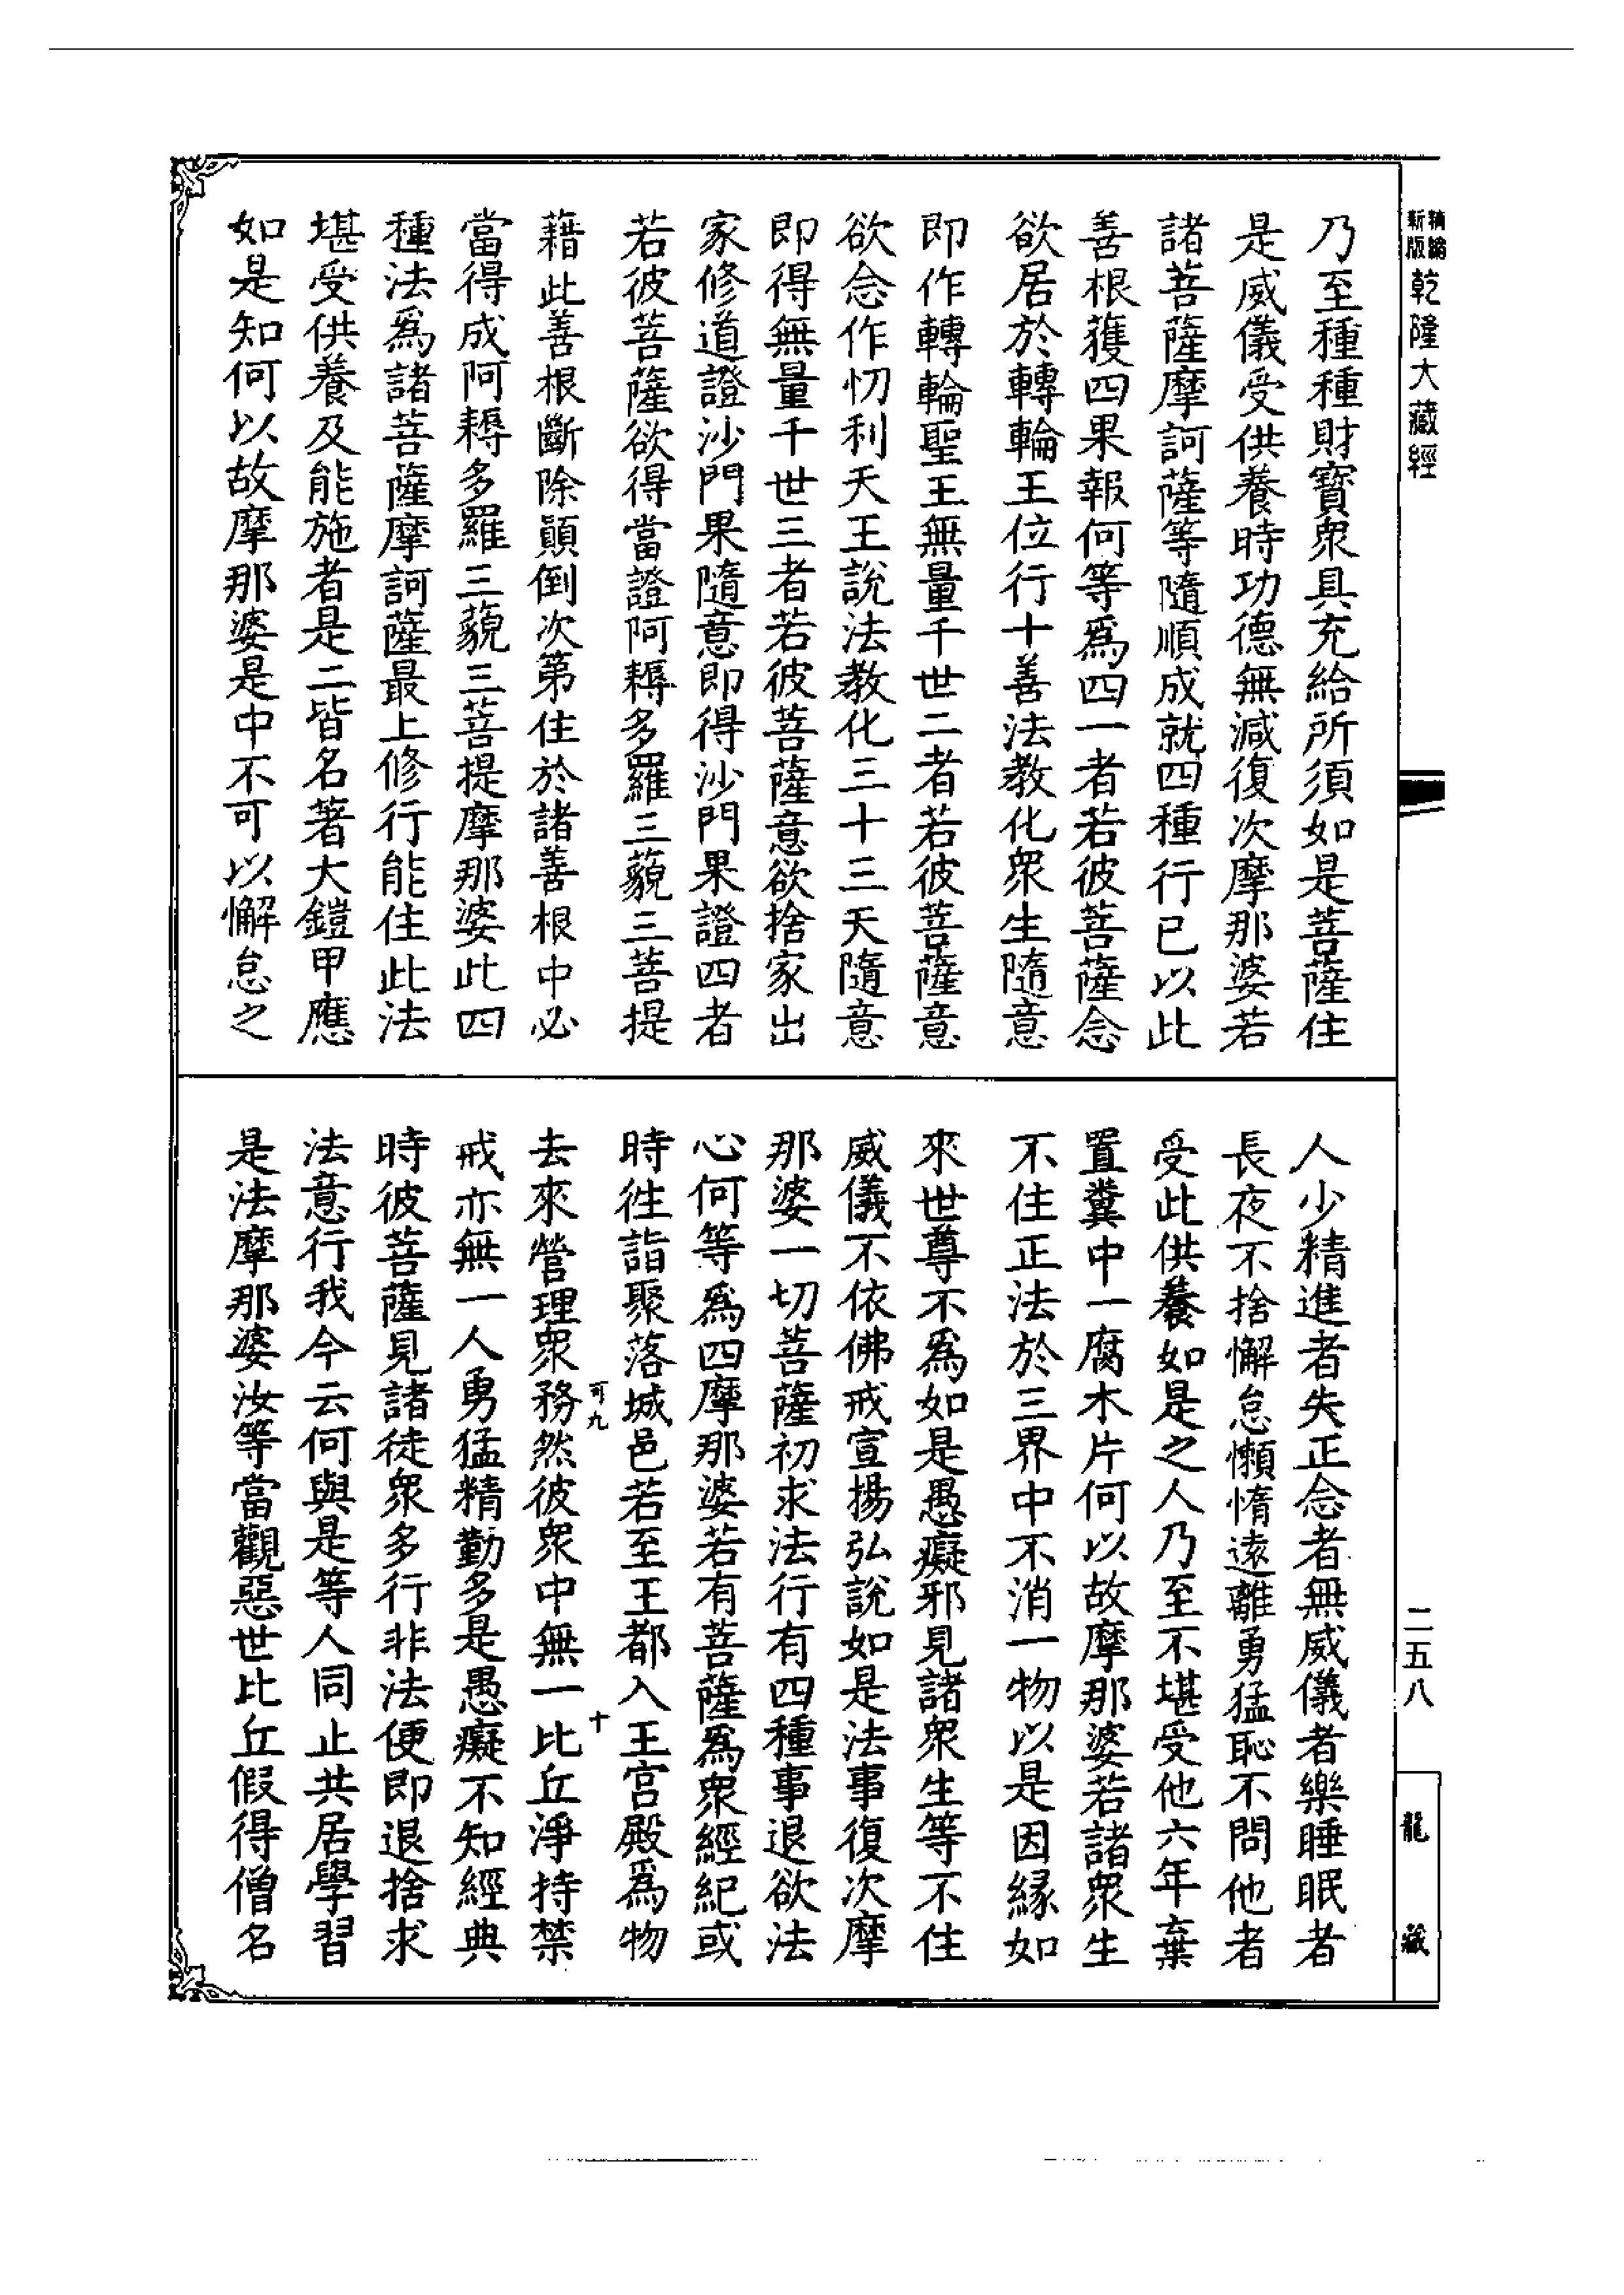 新版精編乾隆大藏經
乃至種種財寶衆具充給所須如是菩薩住
是威儀受供養時功德無減復次摩那婆若
諸菩薩摩訶薩等隨順成就四種行已以此
善根獲四果報何等爲四一者若彼菩薩念
欲居於轉輪王位行十善法教化衆生隨意
即作轉輪聖王無量千世二者若彼菩薩意
欲念作忉利天王說法教化三十三天隨意
即得無量千世三者若彼菩薩意欲捨家出
家修道證沙門果隨意即得沙門果證四者
若彼菩薩欲得當證阿耨多羅三藐三菩提
藉此善根斷除顚倒次第住於諸善根中必
當得成阿耨多羅三藐三菩提摩那婆此四
種法爲諸菩薩摩訶薩最上修行能住此法
堪受供養及能施者是二皆名著大鎧甲應
如是知何以故摩那婆是中不可以懈怠之
人少精進者失正念者無威儀者樂睡眠者
長夜不捨懈怠懶惰遠離勇猛恥不問他者
受此供養如是之人乃至不堪受他六年棄
置糞中一腐木片何以故摩那婆若諸衆生
不住正法於三界中不消一物以是因緣如
來世尊不爲如是愚癡邪見諸衆生等不住
威儀不依佛戒宣揚弘說如是法事復次摩
那婆一切菩薩初求法行有四種事退欲法
心何等爲四摩那婆若有菩薩爲衆經紀或
時徃詣聚落城邑若至王都入王宮殿爲物
可九
十
去來營理衆務然彼衆中無一比丘淨持禁
戒亦無一人勇猛精勤多是愚癡不知經典
時彼菩薩見諸徒衆多行非法便即退捨求
法意行我今云何與是等人同止共居學習
是法摩那婆汝等當觀惡世比丘假得僧名
二五八
龍藏